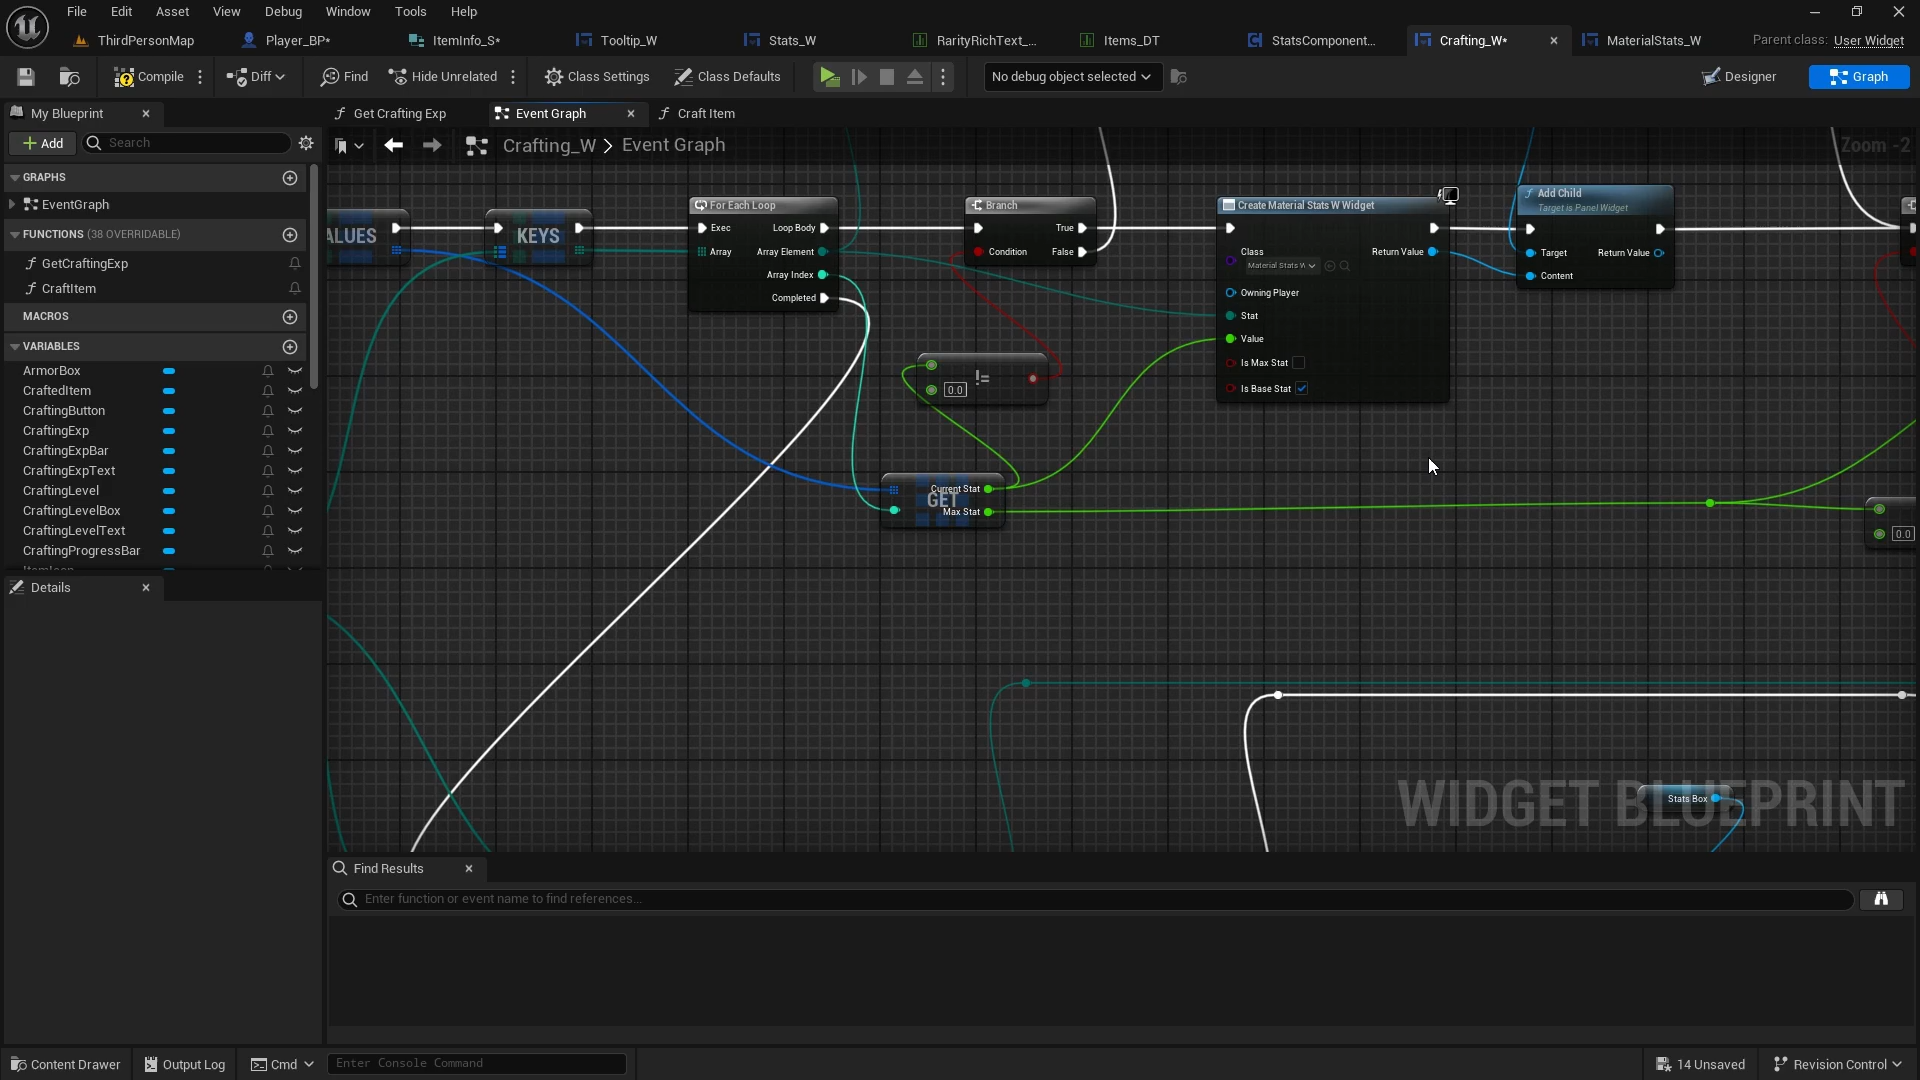 File Edit Asset View Debug Window Tools Help
ThirdPersonMap Player_BP* ItemInfo_S* Tooltip_W Stats_W RarityRichText_... Items_DT StatsComponent... Crafting_W* MaterialStats_W Parent class: User Widget
Compile Diff Find Hide Unrelated Class Settings Class Defaults No debug object selected Designer Graph
My Blueprint Get Crafting Exp Event Graph Craft Item
Add Search Crafting_W > Event Graph Zoom -2
GRAPHS
EventGraph
FUNCTIONS (38 OVERRIDABLE)
GetCraftingExp
CraftItem
MACROS
VARIABLES
ArmorBox
CraftedItem
CraftingButton
CraftingExp
CraftingExpBar
CraftingExpText
CraftingLevel
CraftingLevelBox
CraftingLevelText
CraftingProgressBar
Details
ALUES
KEYS
For Each Loop
Exec Loop Body
Array Array Element
Array Index
Completed
Branch
True
Condition False
!=
0.0
Current Stat
GET
Max Stat
Create Material Stats W Widget
Class Return Value
Material Stats W
Owning Player
Stat
Value
Is Max Stat
Is Base Stat
Add Child
Target is Panel Widget
Target Return Value
Content
0.0
Stats Box
WIDGET BLUEPRINT
Find Results
Enter function or event name to find references...
Content Drawer Output Log Cmd Enter Console Command 14 Unsaved Revision Control